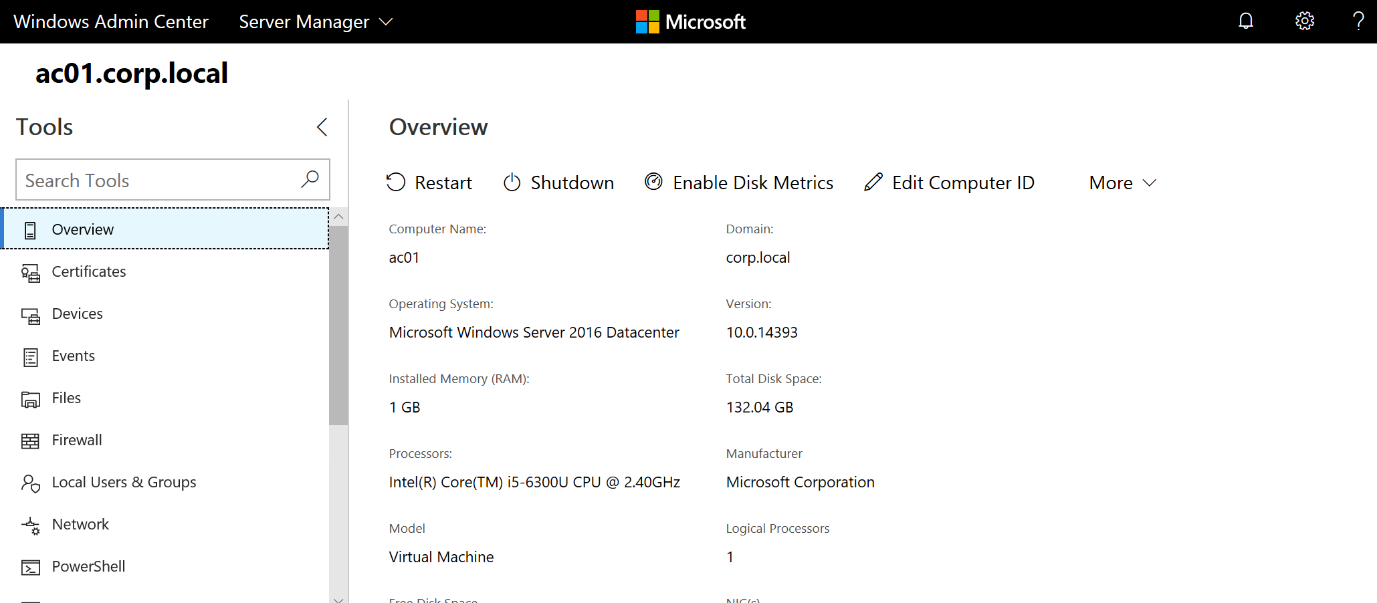 Windows Admin Center Server Manager Microsoft
ac01.corp.local
Tools
Search Tools
Overview
Certificates
Devices
Events
Files
Firewall
Local Users & Groups
Network
PowerShell
Overview
Restart Shutdown Enable Disk Metrics Edit Computer ID More
Computer Name: Domain:
ac01 corp.local
Operating System: Version:
Microsoft Windows Server 2016 Datacenter 10.0.14393
Installed Memory (RAM): Total Disk Space:
1 GB 132.04 GB
Processors: Manufacturer
Intel(R) Core(TM) i5-6300U CPU @ 2.40GHz Microsoft Corporation
Model Logical Processors
Virtual Machine 1
Free Disk Space NIC(s)